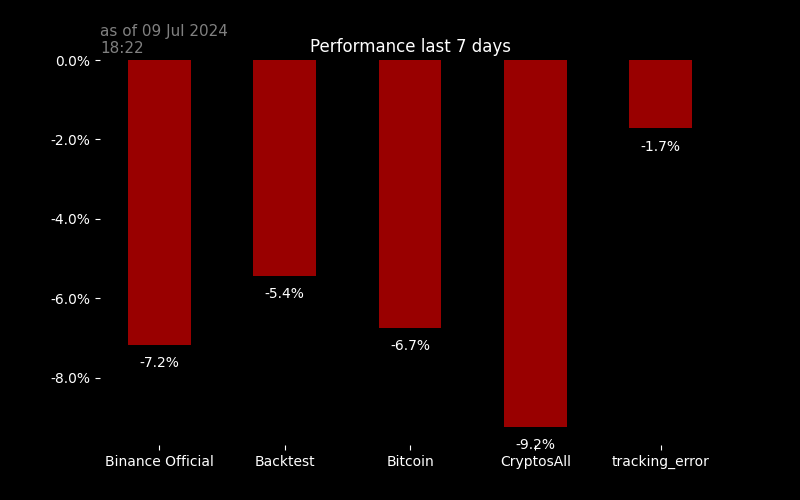 as of 09 Jul 2024
18:22
Performance last 7 days
0.0%
-2.0%
-4.0%
-6.0%
-8.0%
-7.2%
-5.4%
-6.7%
-9.2%
-1.7%
Binance Official
Backtest
Bitcoin
CryptosAll
tracking_error